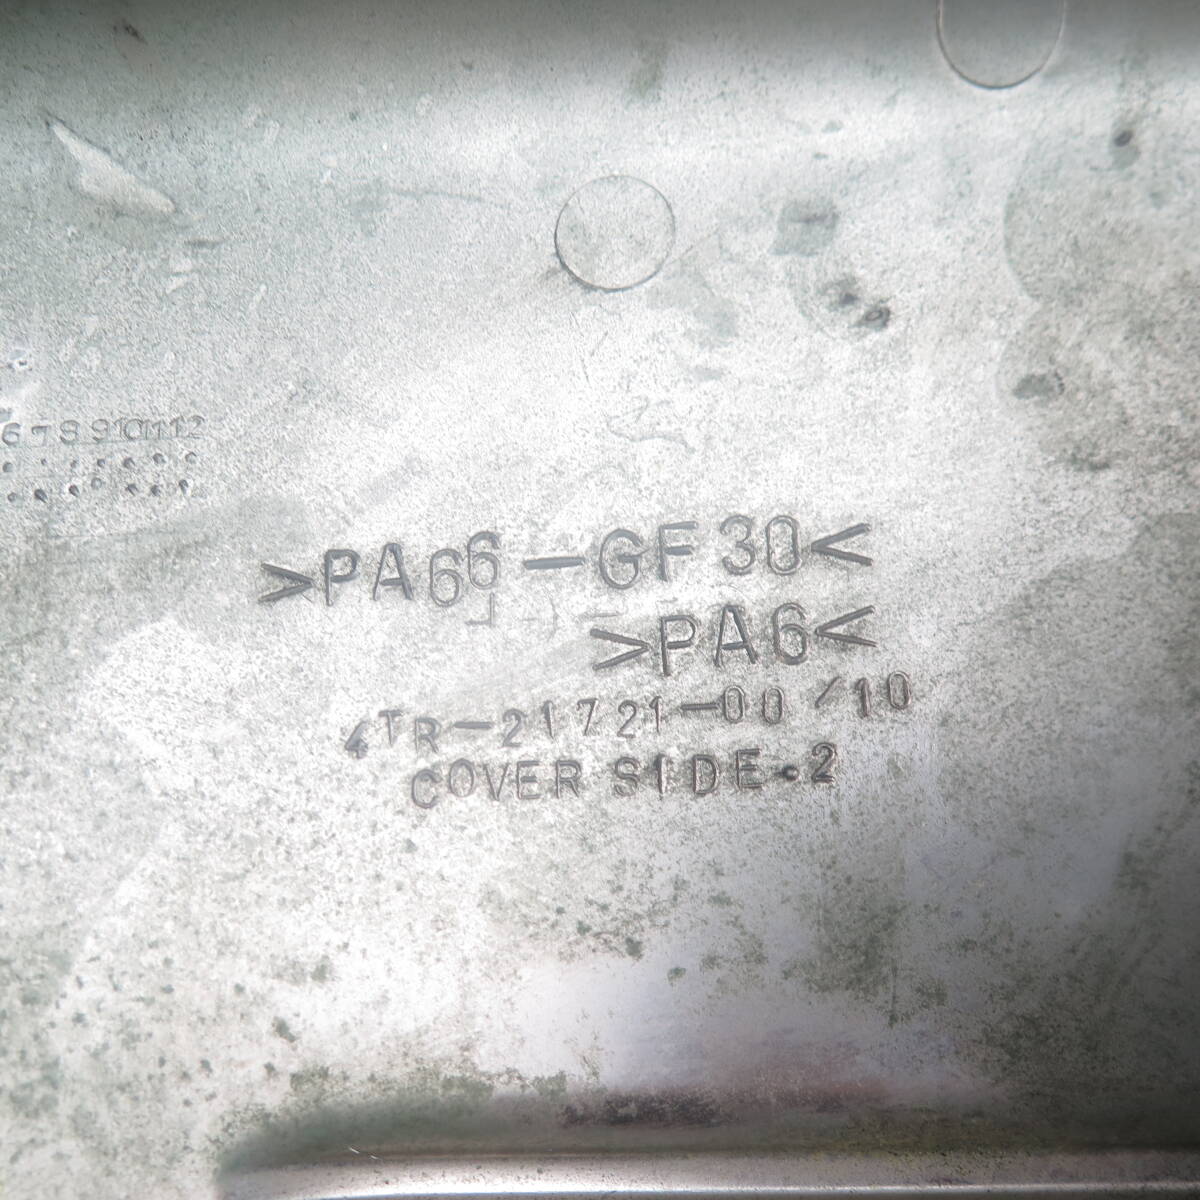 6 7 8 9 10 11 12
>PA66-GF30<
>PA6<
4TR-21721-00/10
COVER SIDE.2